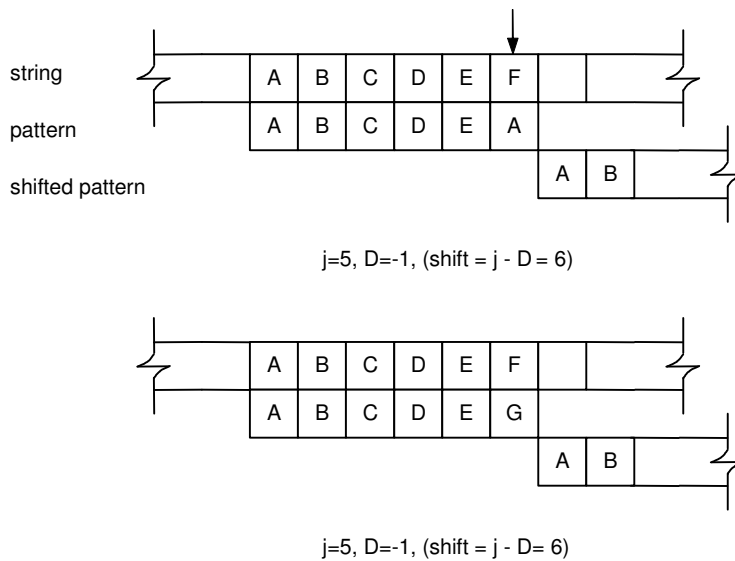 string A B C D E F
pattern A B C D E A
shifted pattern A B
j=5, D=-1, (shift = j - D = 6)
A B C D E F
A B C D E G
A B
j=5, D=-1, (shift = j - D= 6)